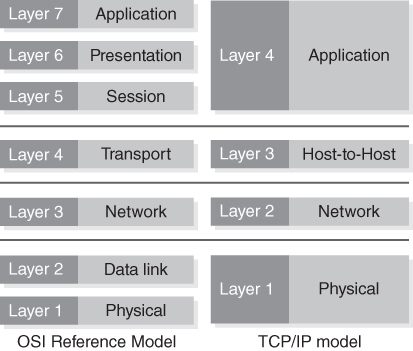 Layer 7 Application
Layer 6 Presentation
Layer 4 Application
Layer 5 Session
Layer 4 Transport Layer 3 Host-to-Host
Layer 3 Network Layer 2 Network
Layer 2 Data link
Layer 1 Physical
Layer 1 Physical
OSI Reference Model TCP/IP model